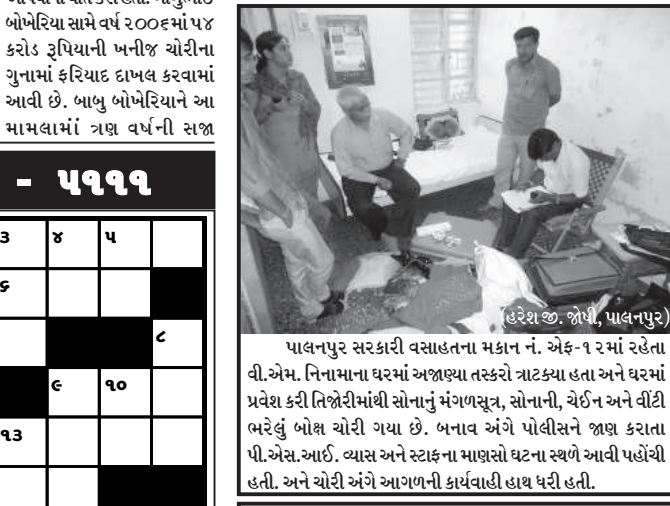 બોખેરિયા સામે વર્ષ ૨૦૦૬માં ૫૪
કરોડ રૂપિયાની ખનીજ ચોરીના
ગુનામાં ફરિયાદ દાખલ કરવામાં
આવી છે. બાબુ બોખેરિયાને આ
મામલામાં ત્રણ વર્ષની સજા
- ૫૧૧૧
૩ ૪ ૫
૬
૮
૯ ૧૦
૧૩
(હરેશ જી. જોષી, પાલનપુર)
પાલનપુર સરકારી વસાહતના મકાન નં. એફ-૧૨માં રહેતા
વી.એમ. નિનામાના ઘરમાં અજાણ્યા તસ્કરો ત્રાટક્યા હતા અને ઘરમાં
પ્રવેશ કરી તિજોરીમાંથી સોનાનું મંગળસૂત્ર, સોનાની, ચેઈન અને વીંટી
ભરેલું બોક્ષ ચોરી ગયા છે. બનાવ અંગે પોલીસને જાણ કરાતા
પી.એસ.આઈ. વ્યાસ અને સ્ટાફના માણસો ઘટના સ્થળે આવી પહોંચી
હતી. અને ચોરી અંગે આગળની કાર્યવાહી હાથ ધરી હતી.